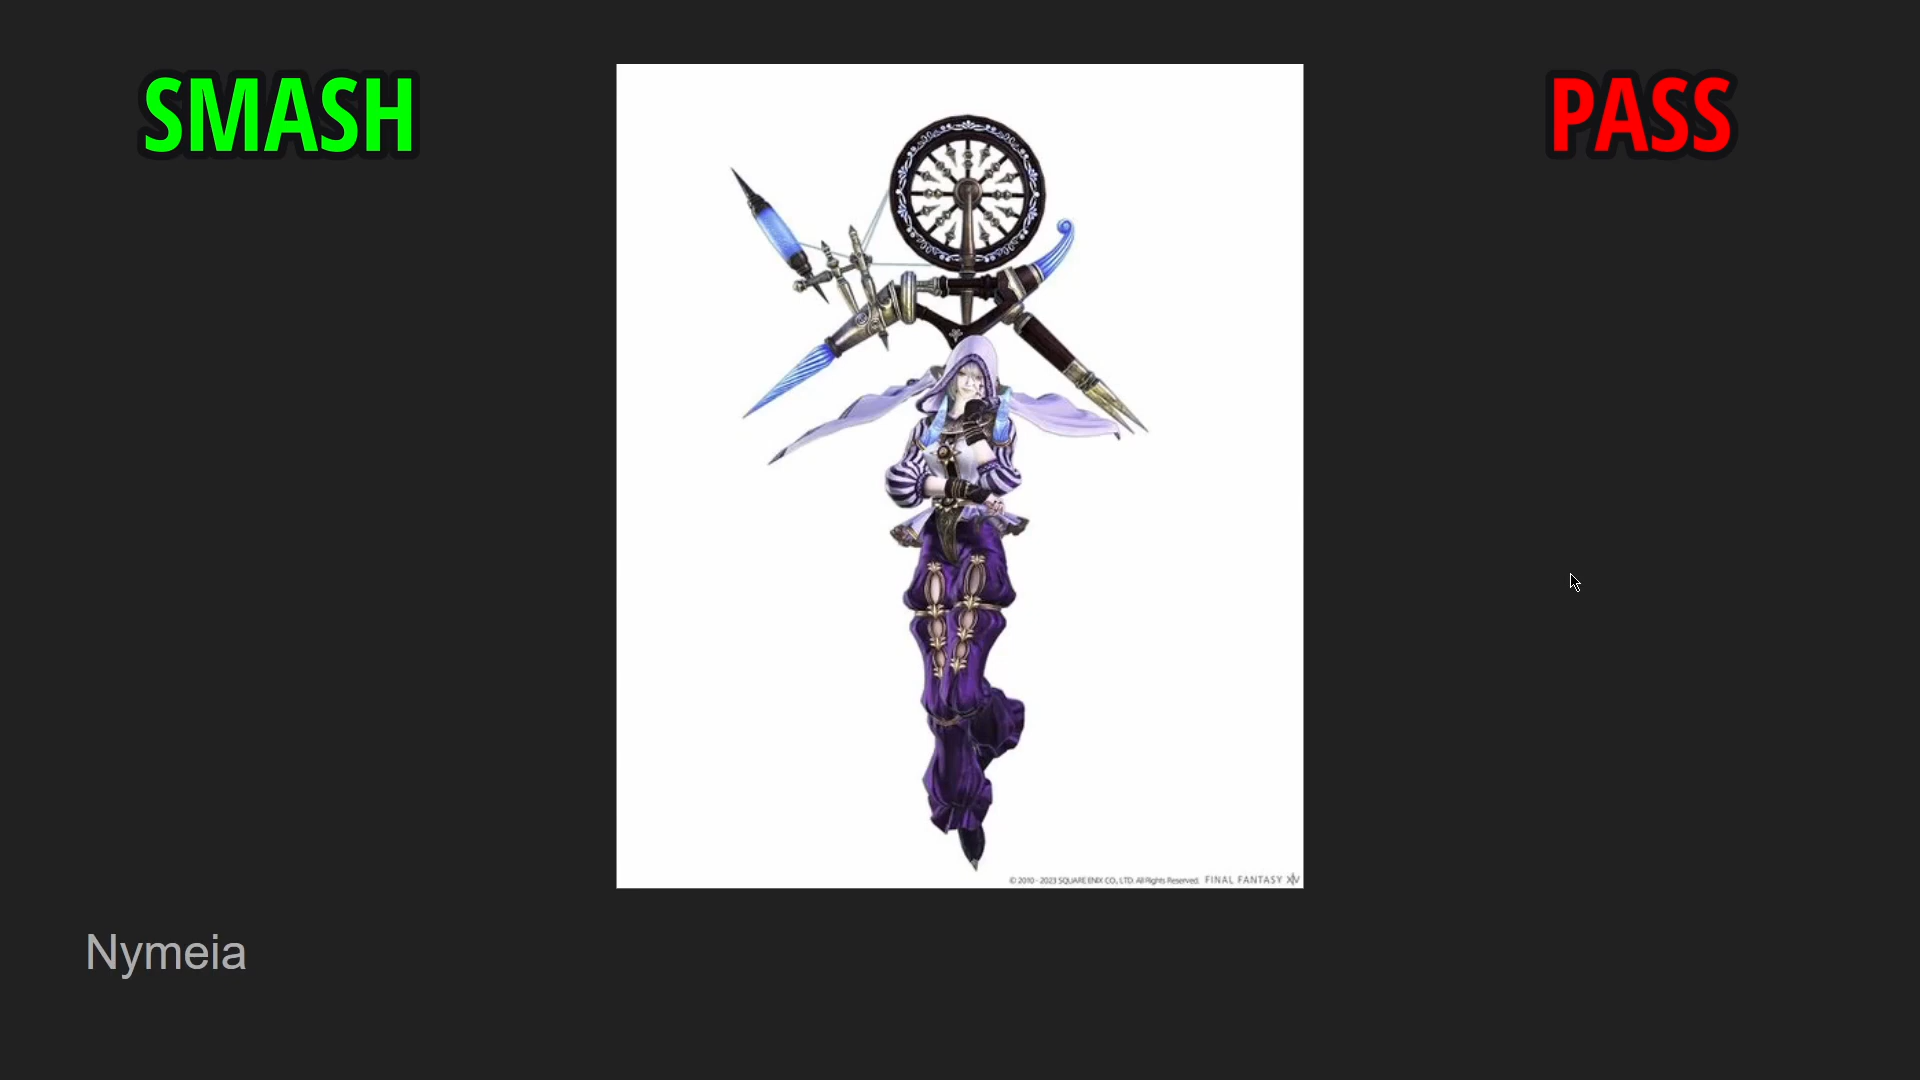 SMASH
PASS
© 2010 - 2023 SQUARE ENIX CO., LTD. All Rights Reserved. FINAL FANTASY XIV
Nymeia